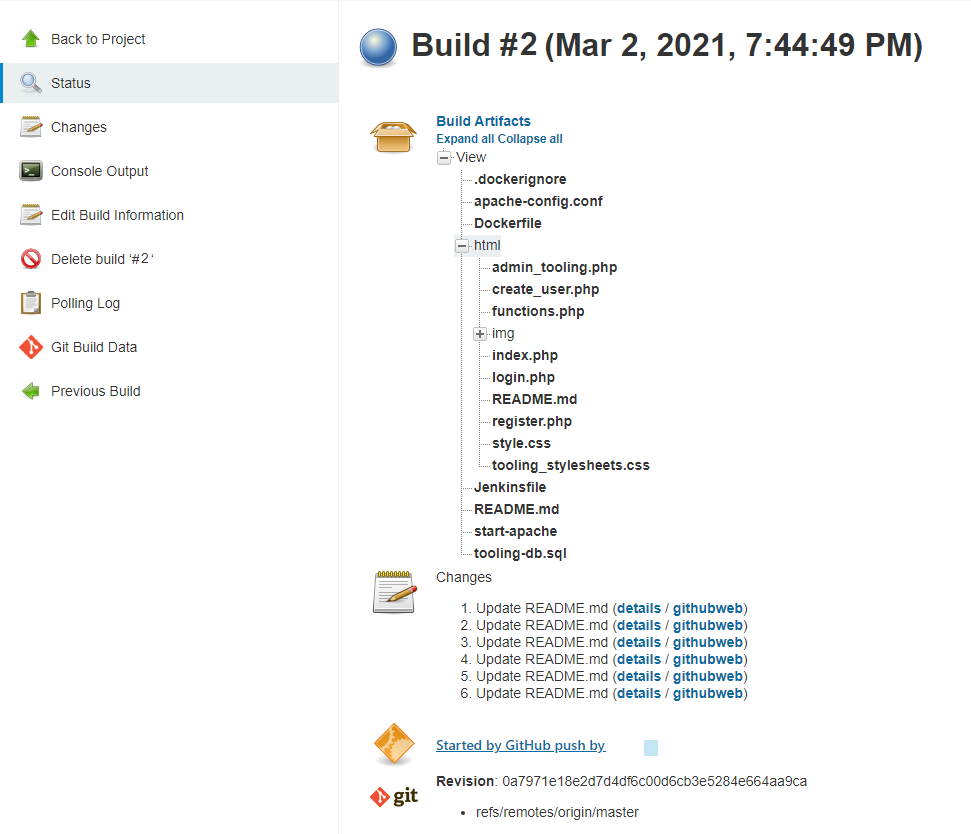 Back to Project
Status
Changes
Console Output
Edit Build Information
Delete build ‘#2 ‘
Polling Log
Git Build Data
Previous Build
Build #2 (Mar 2, 2021, 7:44:49 PM)
Build Artifacts
Expand all Collapse all
View
.dockerignore
apache-config.conf
Dockerfile
html
admin_tooling.php
create_user.php
functions.php
img
index.php
login.php
README.md
register.php
style.css
tooling_stylesheets.css
Jenkinsfile
README.md
start-apache
tooling-db.sql
Changes
1. Update README.md (details / githubweb)
2. Update README.md (details / githubweb)
3. Update README.md (details / githubweb)
4. Update README.md (details / githubweb)
5. Update README.md (details / githubweb)
6. Update README.md (details / githubweb)
Started by GitHub push by
git
Revision: 0a7971e18e2d7d4df6c00d6cb3e5284e664aa9ca
• refs/remotes/origin/master